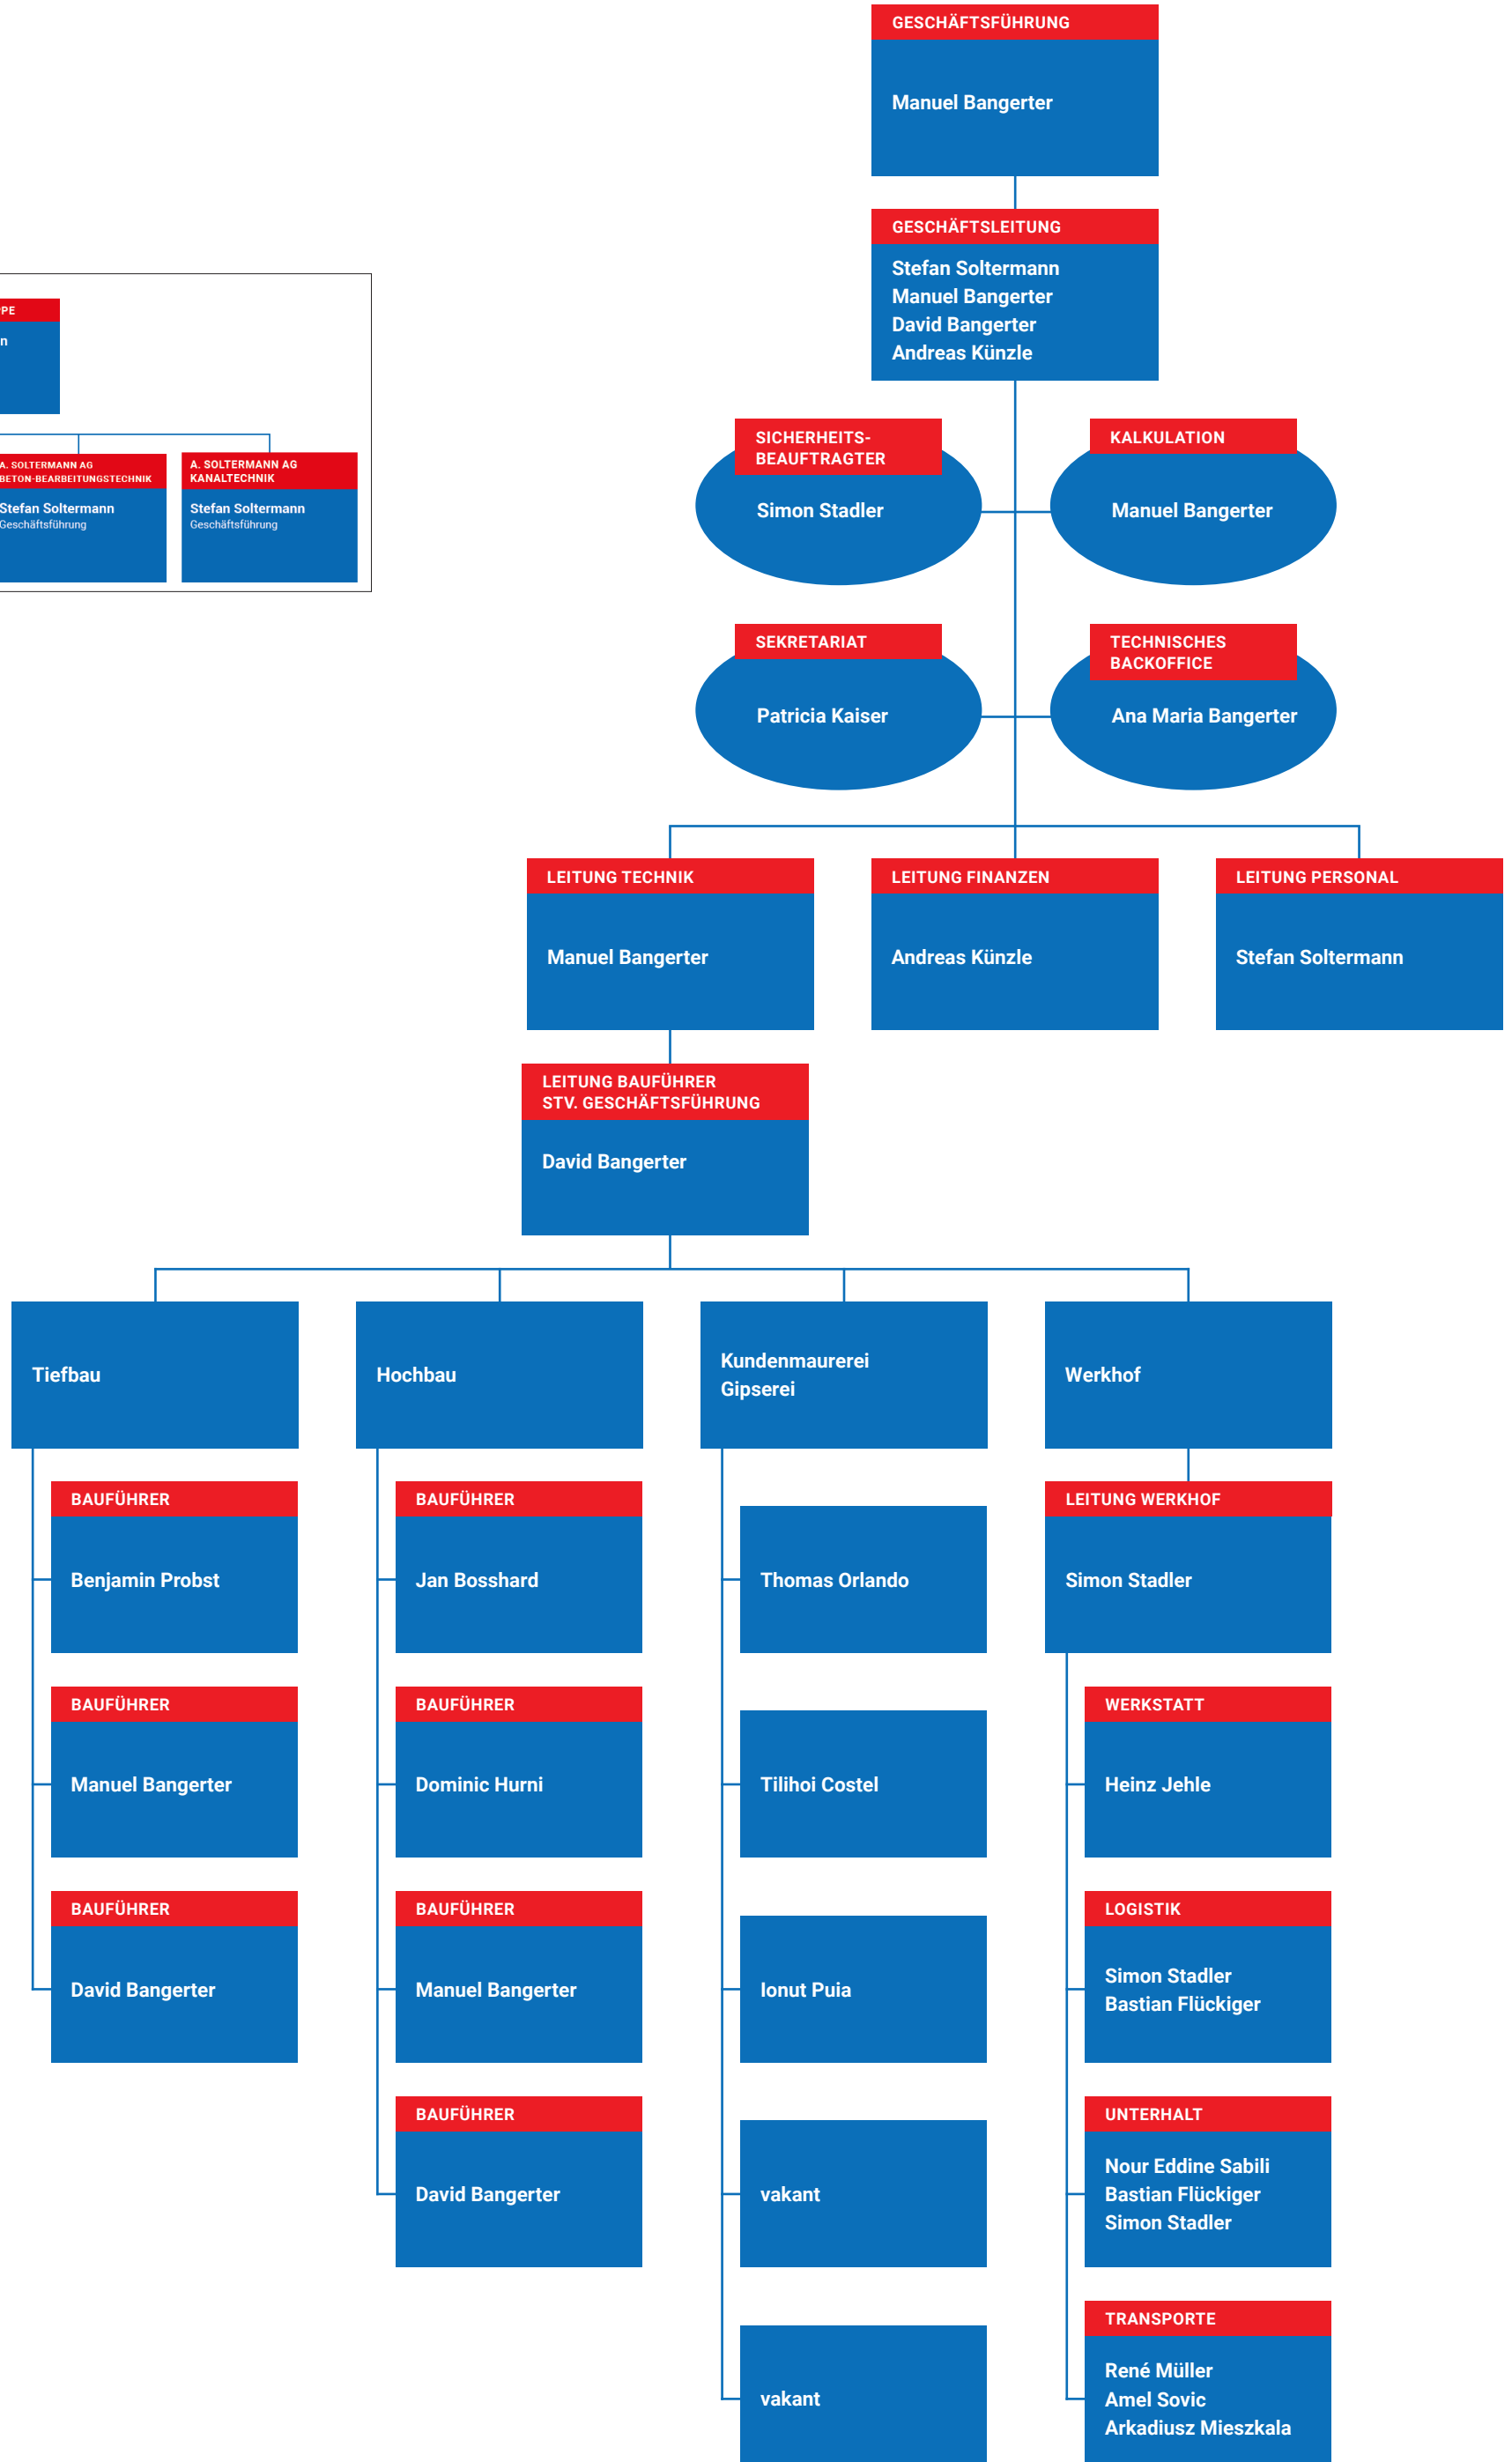 GESCHÄFTSFÜHRUNG
Manuel Bangerter
GESCHÄFTSLEITUNG
Stefan Soltermann
Manuel Bangerter
David Bangerter
Andreas Künzle
A. SOLTERMANN AG
BETON-BEARBEITUNGSTECHNIK
Stefan Soltermann
Geschäftsführung
A. SOLTERMANN AG
KANALTECHNIK
Stefan Soltermann
Geschäftsführung
SICHERHEITS-
BEAUFTRAGTER
Simon Stadler
KALKULATION
Manuel Bangerter
SEKRETARIAT
Patricia Kaiser
TECHNISCHES
BACKOFFICE
Ana Maria Bangerter
LEITUNG TECHNIK
Manuel Bangerter
LEITUNG FINANZEN
Andreas Künzle
LEITUNG PERSONAL
Stefan Soltermann
LEITUNG BAUFÜHRER
STV. GESCHÄFTSFÜHRUNG
David Bangerter
Tiefbau
BAUFÜHRER
Benjamin Probst
BAUFÜHRER
Manuel Bangerter
BAUFÜHRER
David Bangerter
Hochbau
BAUFÜHRER
Jan Bosshard
BAUFÜHRER
Dominic Hurni
BAUFÜHRER
Manuel Bangerter
BAUFÜHRER
David Bangerter
Kundenmaurerei
Gipserei
Thomas Orlando
Tilihoi Costel
Ionut Puia
vakant
vakant
Werkhof
LEITUNG WERKHOF
Simon Stadler
WERKSTATT
Heinz Jehle
LOGISTIK
Simon Stadler
Bastian Flückiger
UNTERHALT
Nour Eddine Sabili
Bastian Flückiger
Simon Stadler
TRANSPORTE
René Müller
Amel Sovic
Arkadiusz Mieszkala